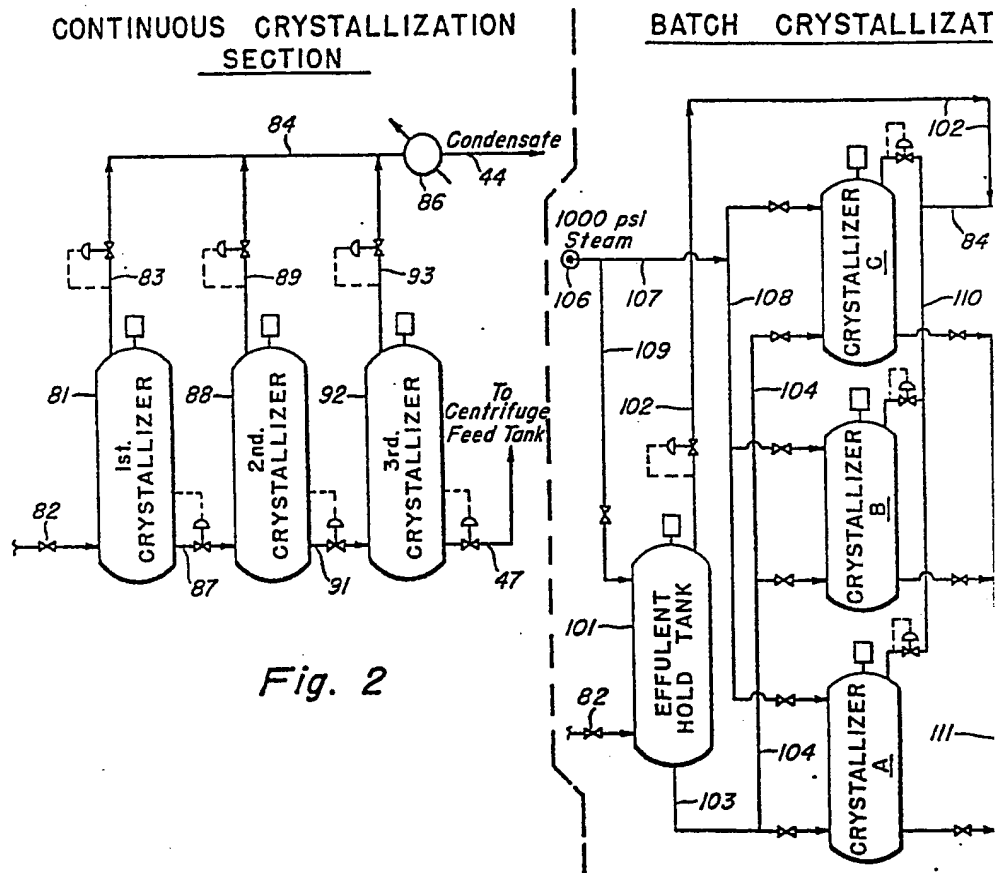 CONTINUOUS CRYSTALLIZATION
SECTION
84
Condensate
44
86
83
89
93
81
1st.
CRYSTALLIZER
88
2nd.
CRYSTALLIZER
92
3rd.
CRYSTALLIZER
To
Centrifuge
Feed Tank
82
87
91
47
Fig. 2
BATCH CRYSTALLIZAT
102
1000 psi
Steam
106
107
108
84
110
109
102
104
CRYSTALLIZER
C
CRYSTALLIZER
B
101
EFFULENT
HOLD TANK
82
103
104
CRYSTALLIZER
A
111